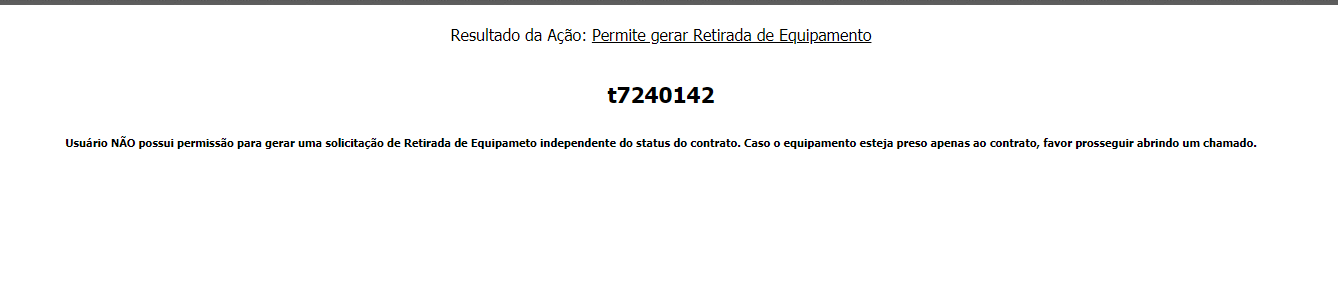 Resultado da Ação: Permite gerar Retirada de Equipamento
t7240142
Usuário NÃO possui permissão para gerar uma solicitação de Retirada de Equipameto independente do status do contrato. Caso o equipamento esteja preso apenas ao contrato, favor prosseguir abrindo um chamado.